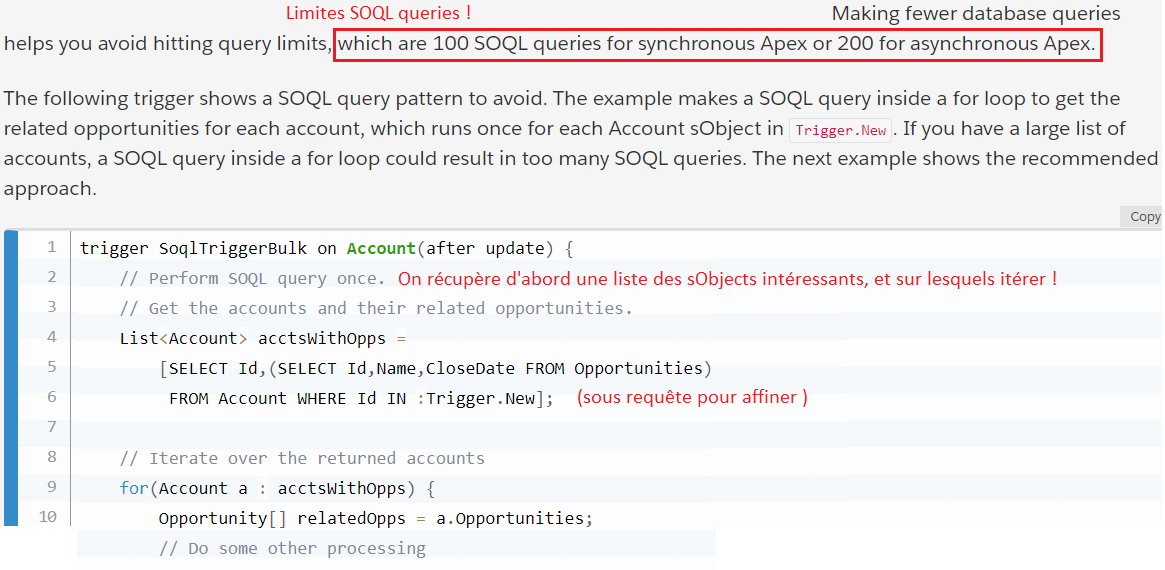 Limites SOQL queries ! Making fewer database queries
helps you avoid hitting query limits, which are 100 SOQL queries for synchronous Apex or 200 for asynchronous Apex.
The following trigger shows a SOQL query pattern to avoid. The example makes a SOQL query inside a for loop to get the
related opportunities for each account, which runs once for each Account sObject in Trigger.New. If you have a large list of
accounts, a SOQL query inside a for loop could result in too many SOQL queries. The next example shows the recommended
approach.
Copy
1 trigger SoqlTriggerBulk on Account(after update) {
2 // Perform SOQL query once. On récupère d'abord une liste des sObjects intéressants, et sur lesquels itérer !
3 // Get the accounts and their related opportunities.
4 List<Account> acctsWithOpps =
5 [SELECT Id,(SELECT Id,Name,CloseDate FROM Opportunities)
6 FROM Account WHERE Id IN :Trigger.New]; (sous requête pour affiner )
7
8 // Iterate over the returned accounts
9 for(Account a : acctsWithOpps) {
10 Opportunity[] relatedOpps = a.Opportunities;
// Do some other processing